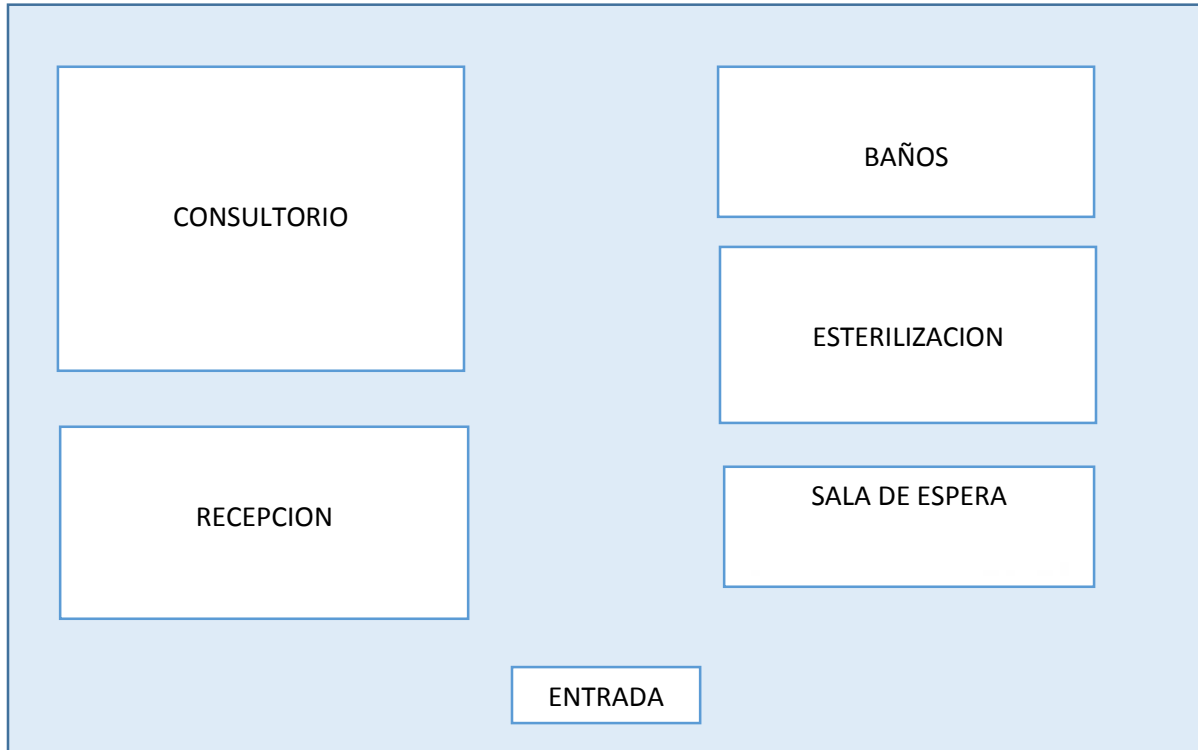 CONSULTORIO
BAÑOS
ESTERILIZACION
RECEPCION
SALA DE ESPERA
ENTRADA